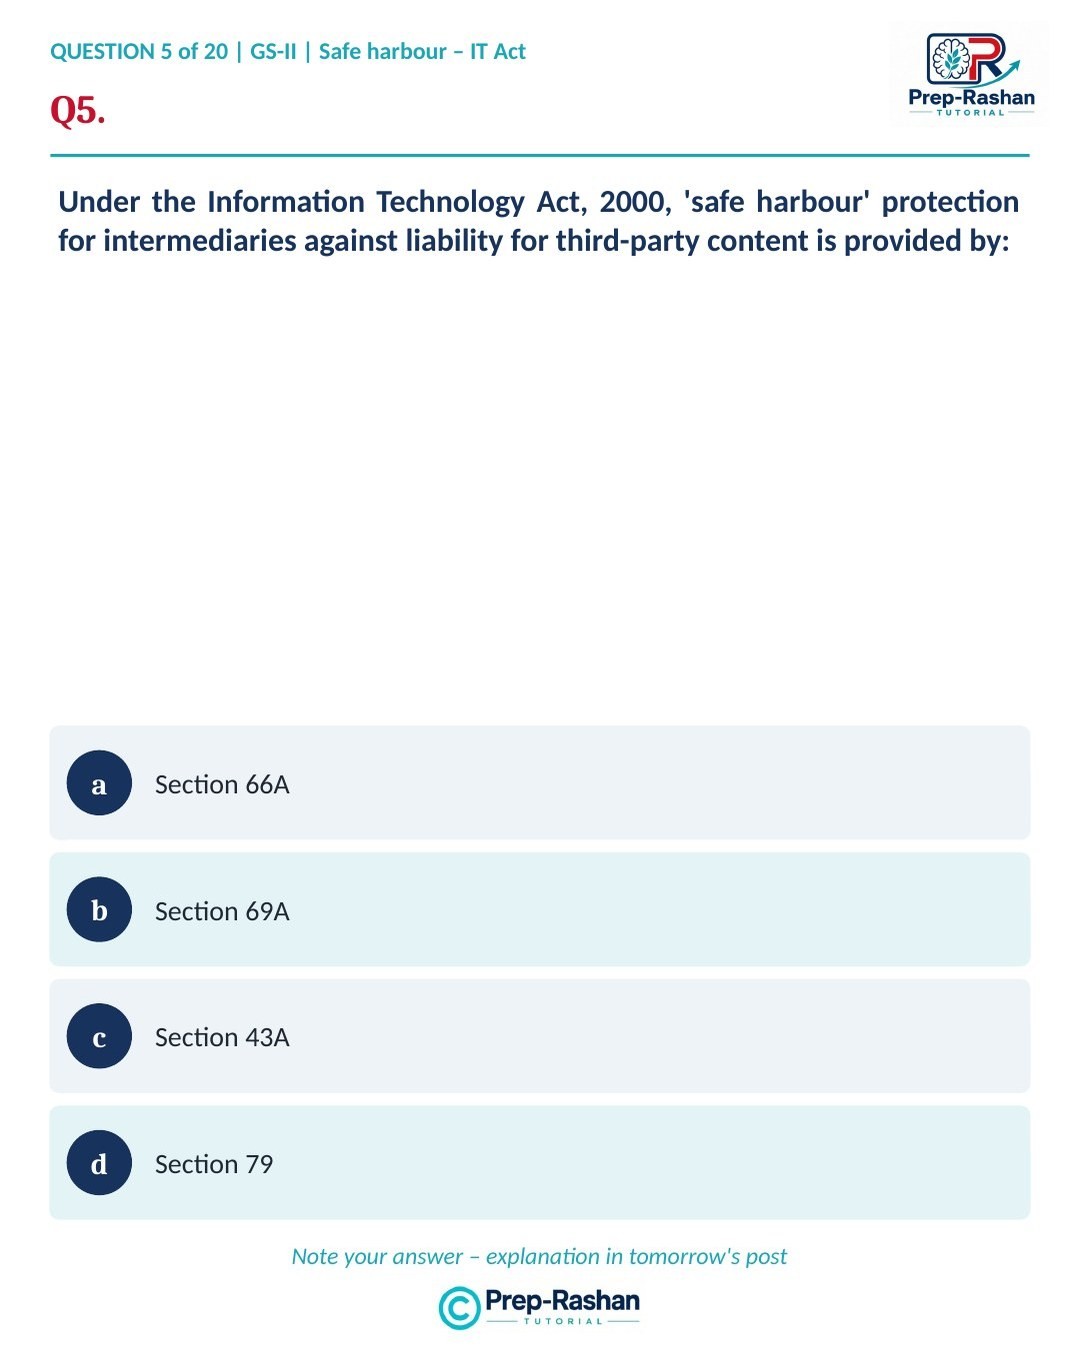 QUESTION 5 of 20 | GS-II | Safe harbour – IT Act
Q5.
R
Prep-Rashan
TUTORIAL
Under the Information Technology Act, 2000, 'safe harbour' protection
for intermediaries against liability for third-party content is provided by:
a Section 66A
b Section 69A
c Section 43A
d Section 79
Note your answer – explanation in tomorrow's post
© Prep-Rashan
TUTORIAL